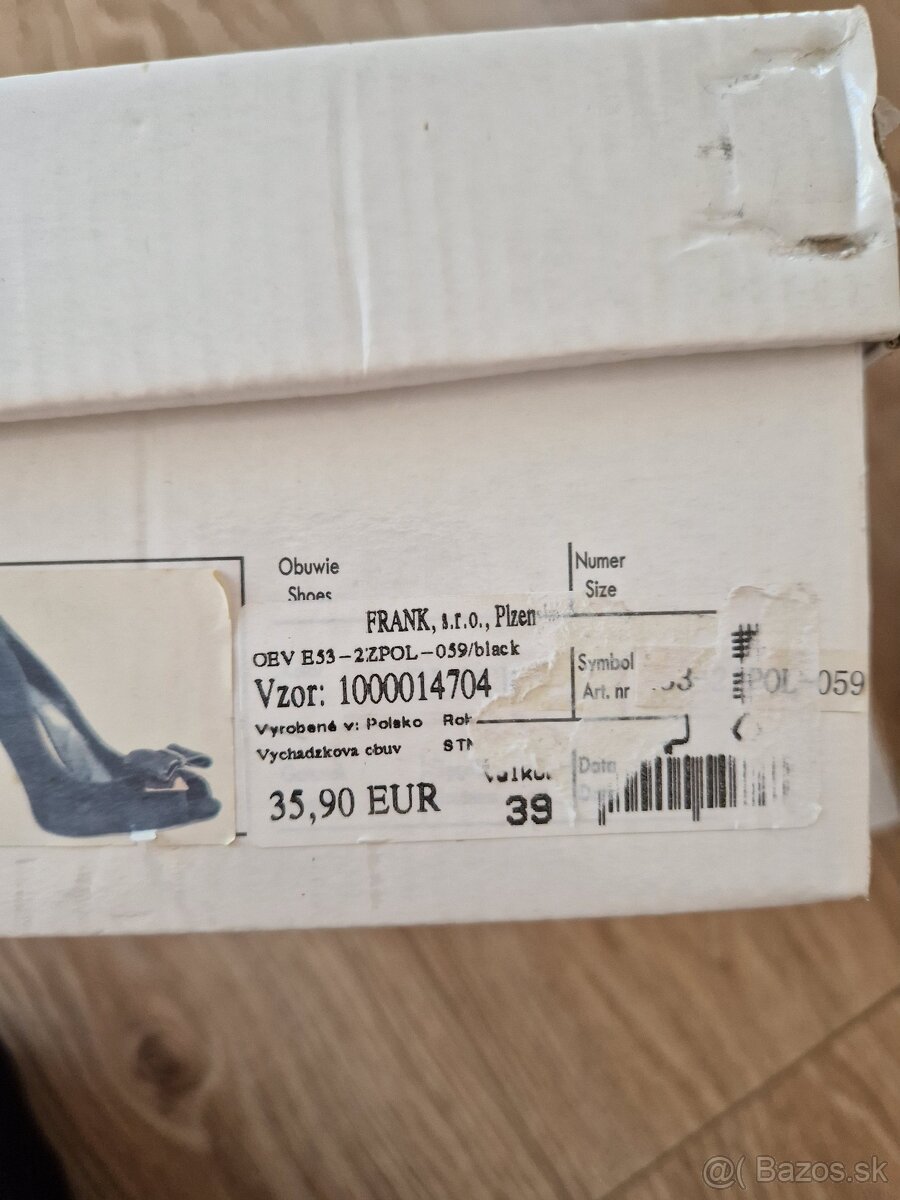 Obuwie
Shoes
Numer
Size
FRANK, s.r.o., Plzen
OEV E53-2ZPOL-059/black
Vzor: 1000014704
Symbol
Art. nr
POL-059
Vyrobené v: Polsko
Vychadzkova obuv
35,90 EUR
39
Data
@( Bazos.sk